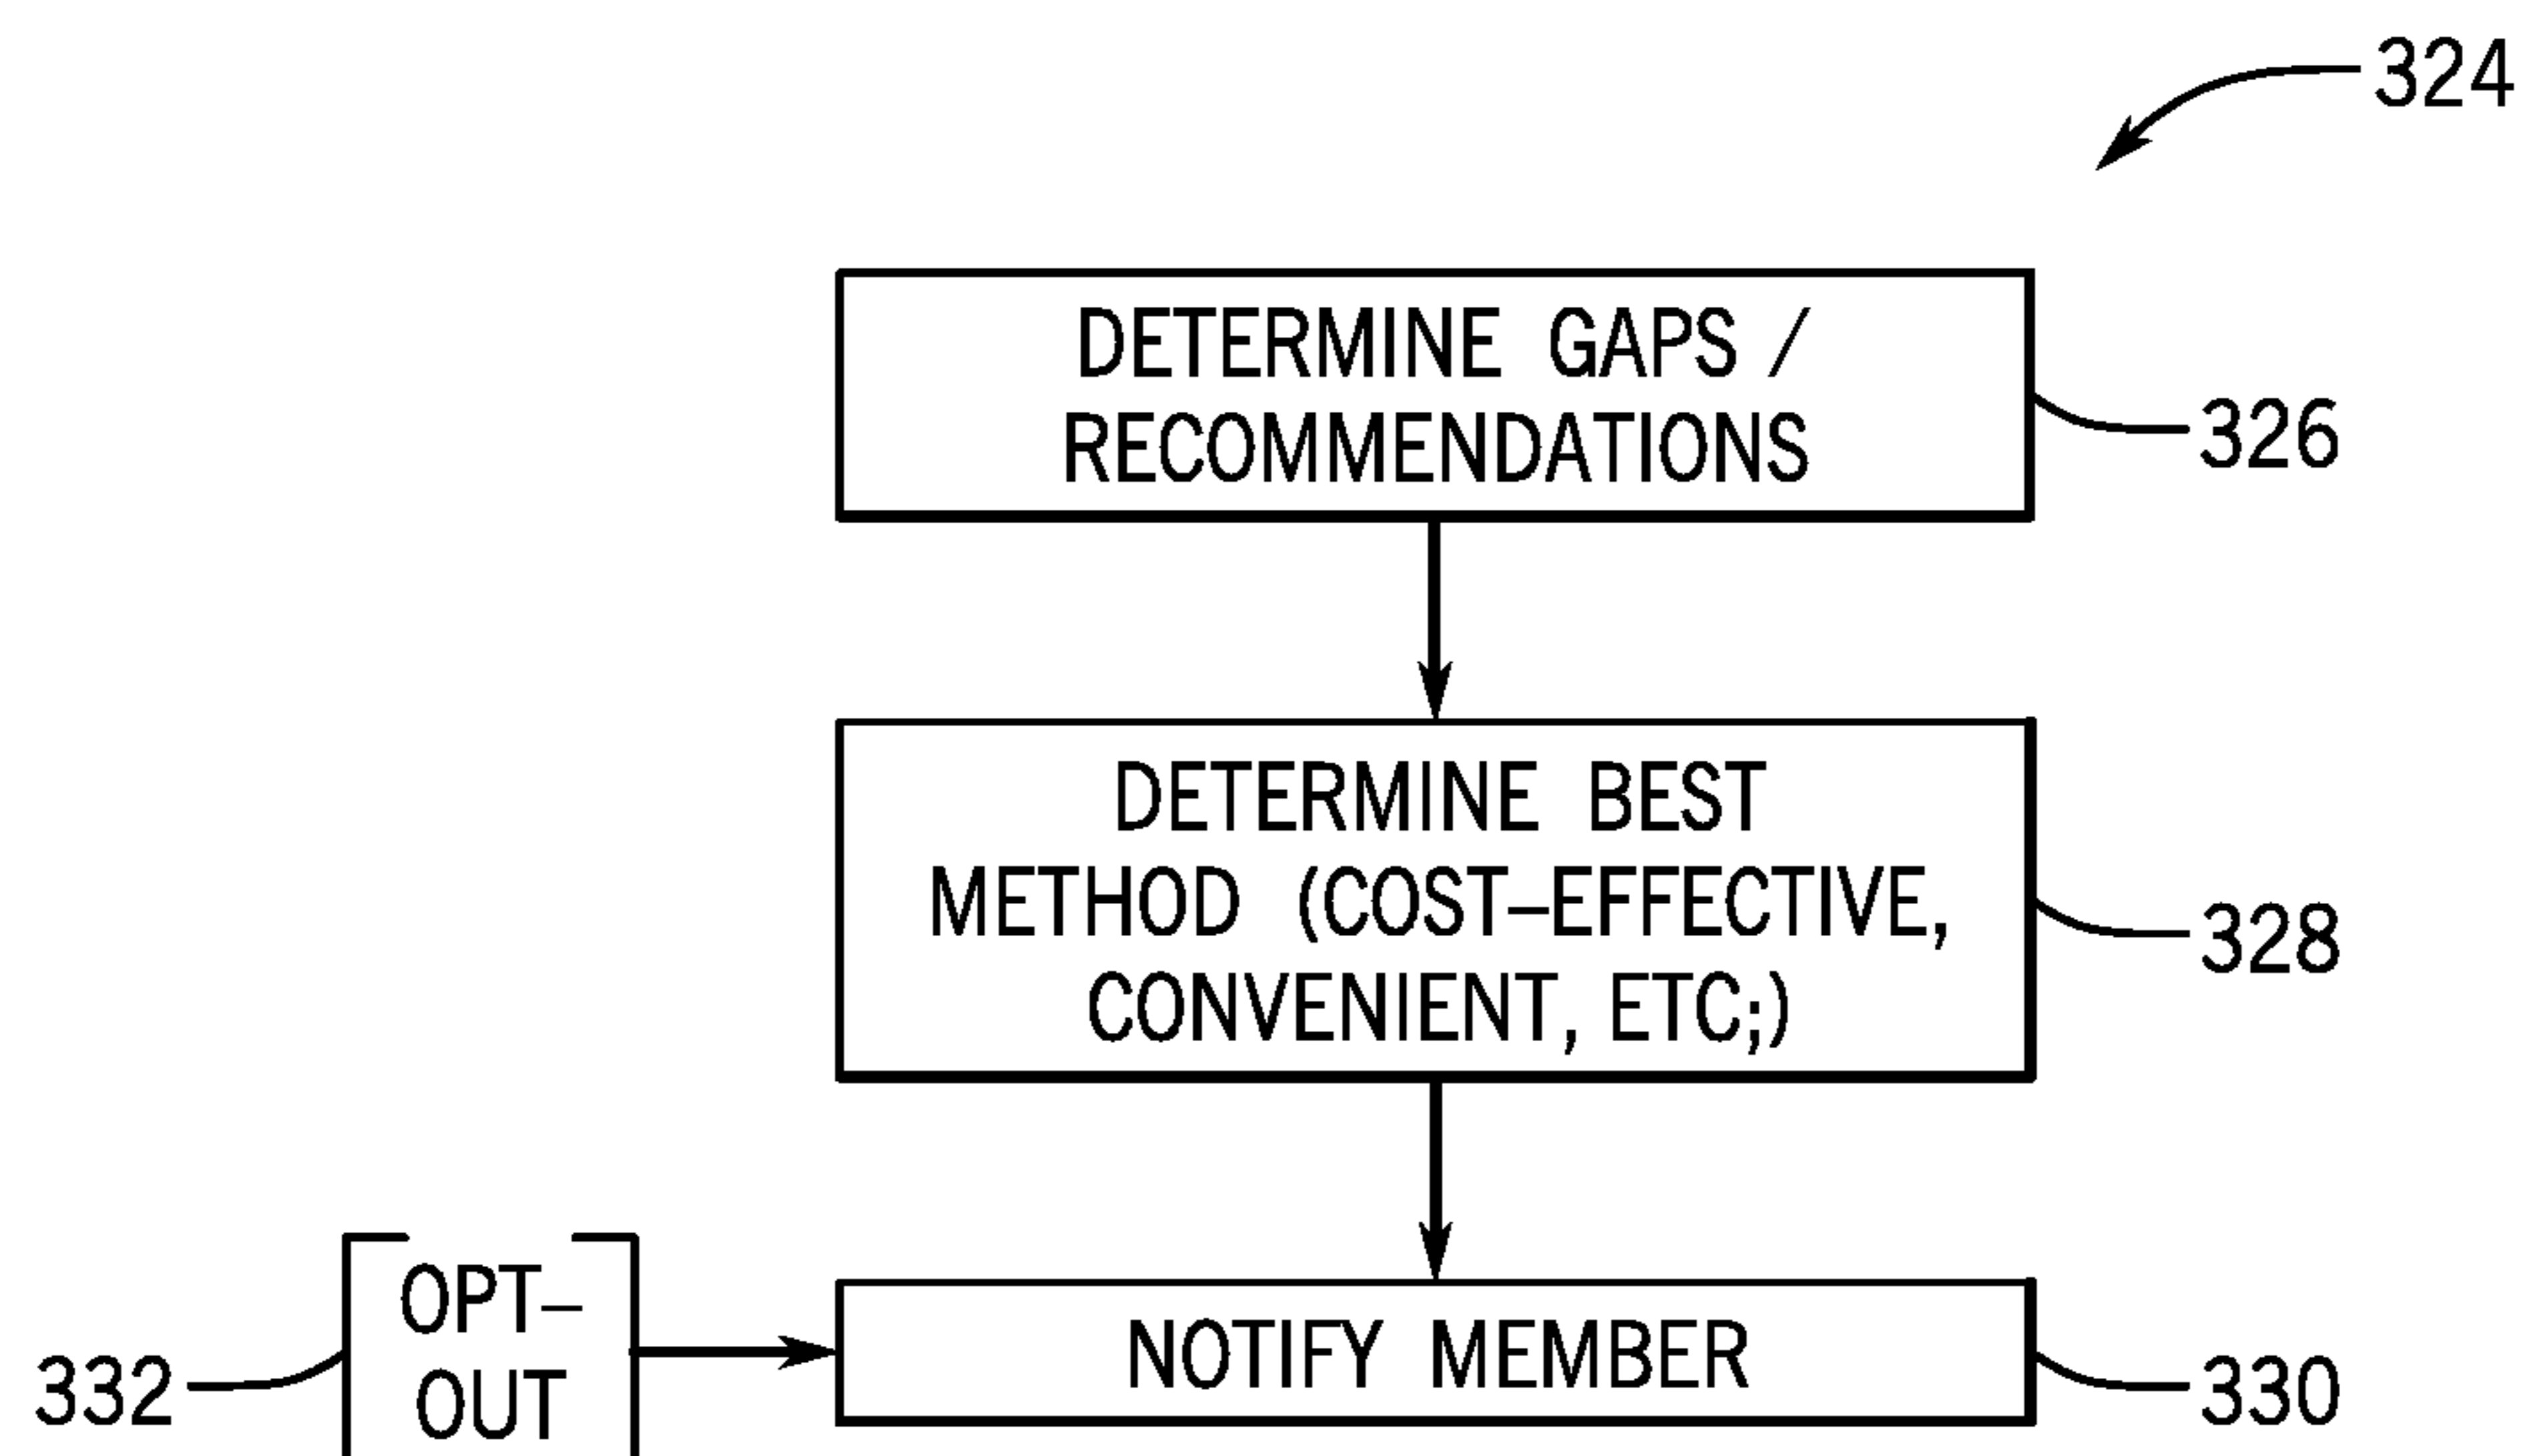 324
DETERMINE GAPS /
RECOMMENDATIONS
326
DETERMINE BEST
METHOD (COST–EFFECTIVE,
CONVENIENT, ETC;)
328
OPT–
OUT
332
NOTIFY MEMBER
330